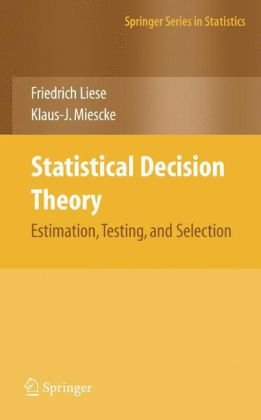 Springer Series in Statistics
Friedrich Liese
Klaus-J. Miescke
Statistical Decision
Theory
Estimation, Testing, and Selection
Springer